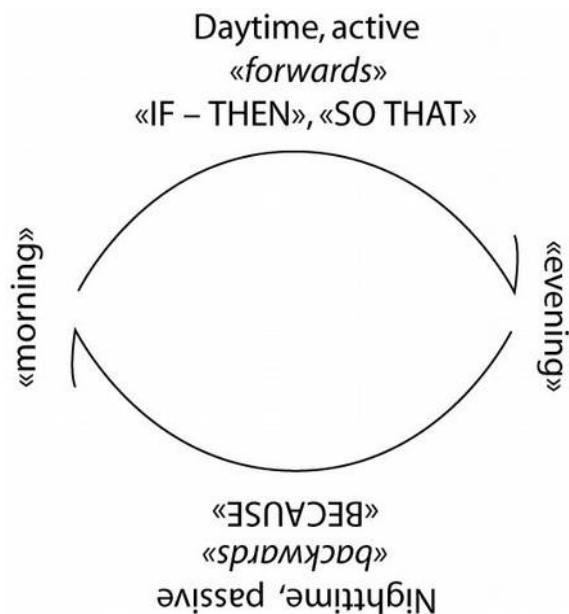 Daytime, active
«forwards»
«IF – THEN», «SO THAT»
«morning»
«evening»
Nighttime, passive
«backwards»
«BECAUSE»